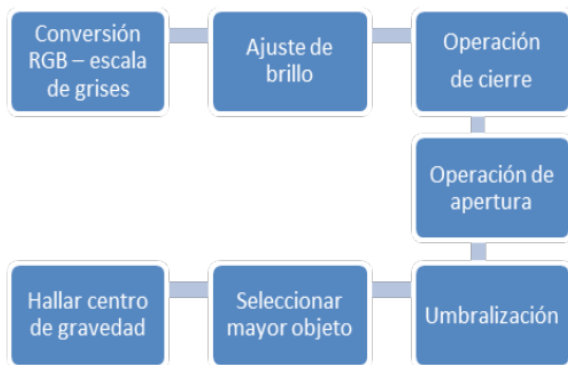 Conversión
RGB – escala
de grises
Ajuste de
brillo
Operación
de cierre
Operación de
apertura
Umbralización
Seleccionar
mayor objeto
Hallar centro
de gravedad